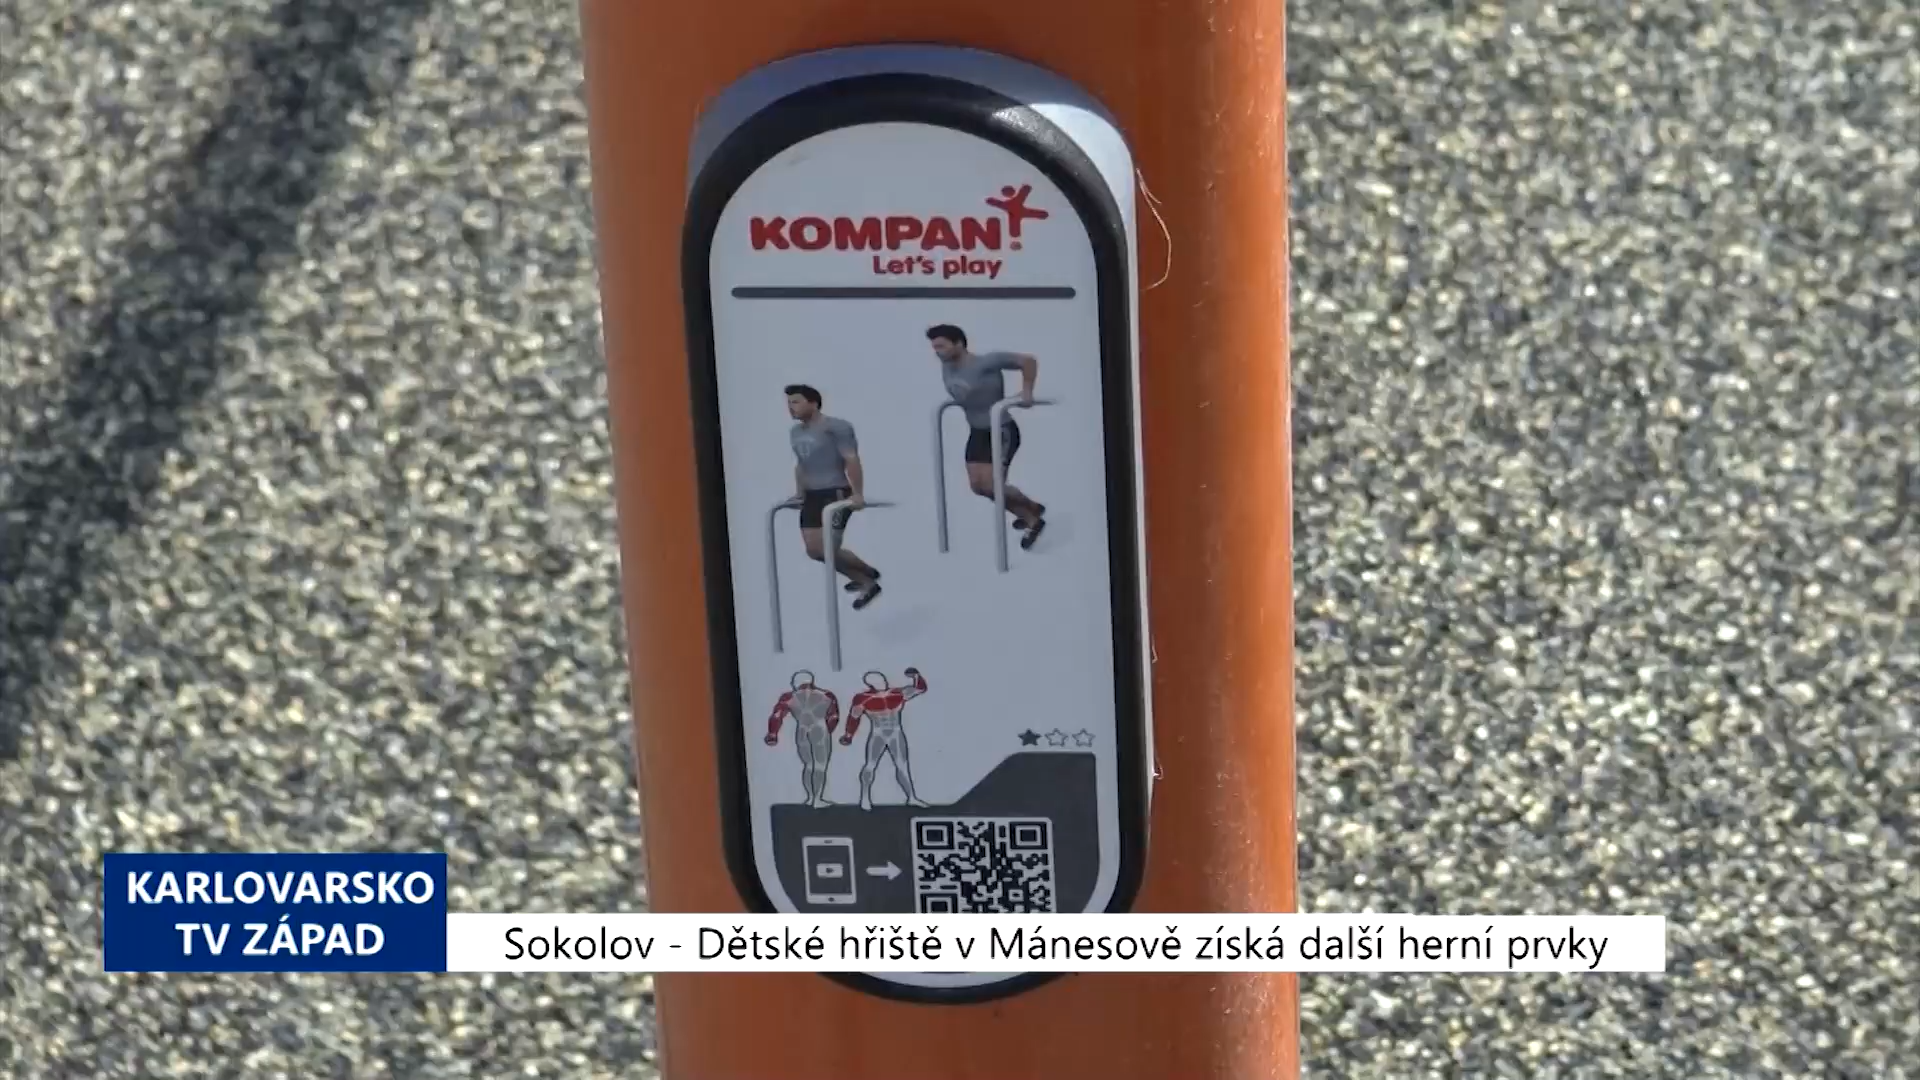 KOMPAN!
Let's play
KARLOVARSKO
TV ZÁPAD
Sokolov - Dětské hřiště v Mánesově získá další herní prvky